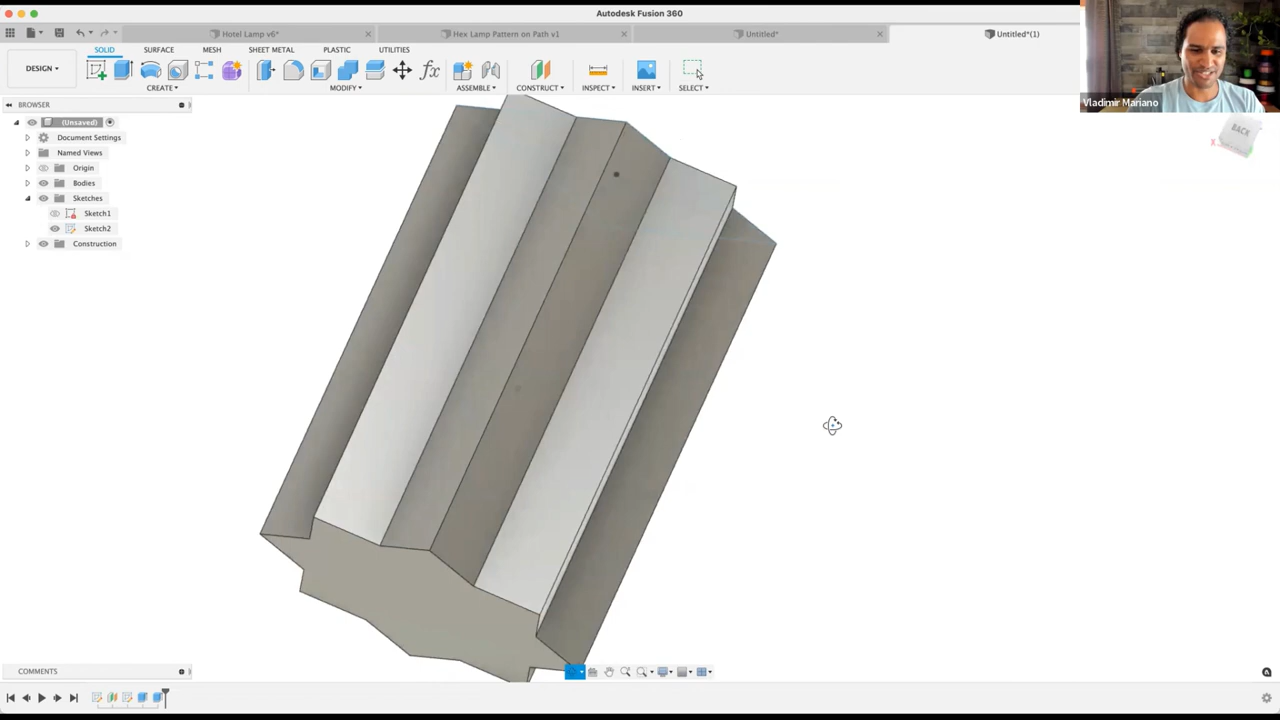 Autodesk Fusion 360
Hotel Lamp v6*
Hex Lamp Pattern on Path v1
Untitled*
Untitled*(1)
SOLID
SURFACE
MESH
SHEET METAL
PLASTIC
UTILITIES
DESIGN
CREATE
MODIFY
ASSEMBLE
CONSTRUCT
INSPECT
INSERT
SELECT
Vladimir Mariano
BROWSER
(Unsaved)
Document Settings
Named Views
Origin
Bodies
Sketches
Sketch1
Sketch2
Construction
BACK
X
COMMENTS